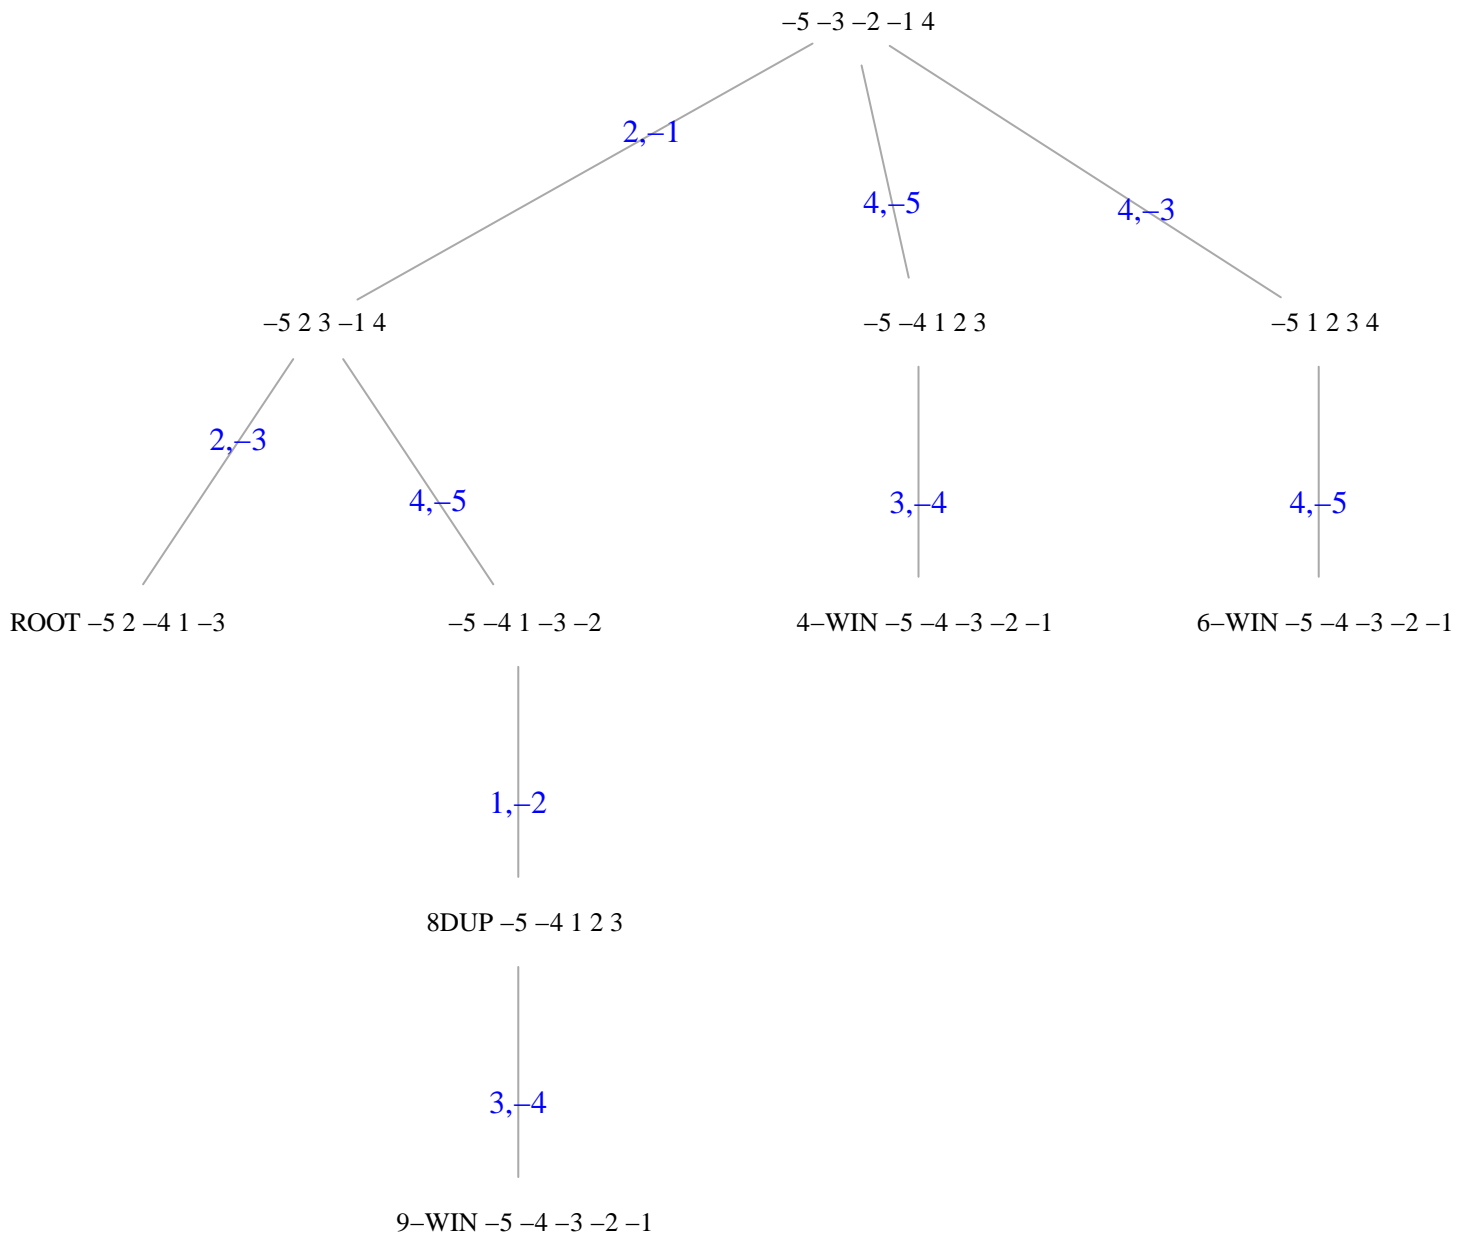 –5 –3 –2 –1 4
2,–1
4,–5
4,–3
–5 2 3 –1 4
–5 –4 1 2 3
–5 1 2 3 4
2,–3
4,–5
3,–4
4,–5
ROOT –5 2 –4 1 –3
–5 –4 1 –3 –2
4–WIN –5 –4 –3 –2 –1
6–WIN –5 –4 –3 –2 –1
1,–2
8DUP –5 –4 1 2 3
3,–4
9–WIN –5 –4 –3 –2 –1